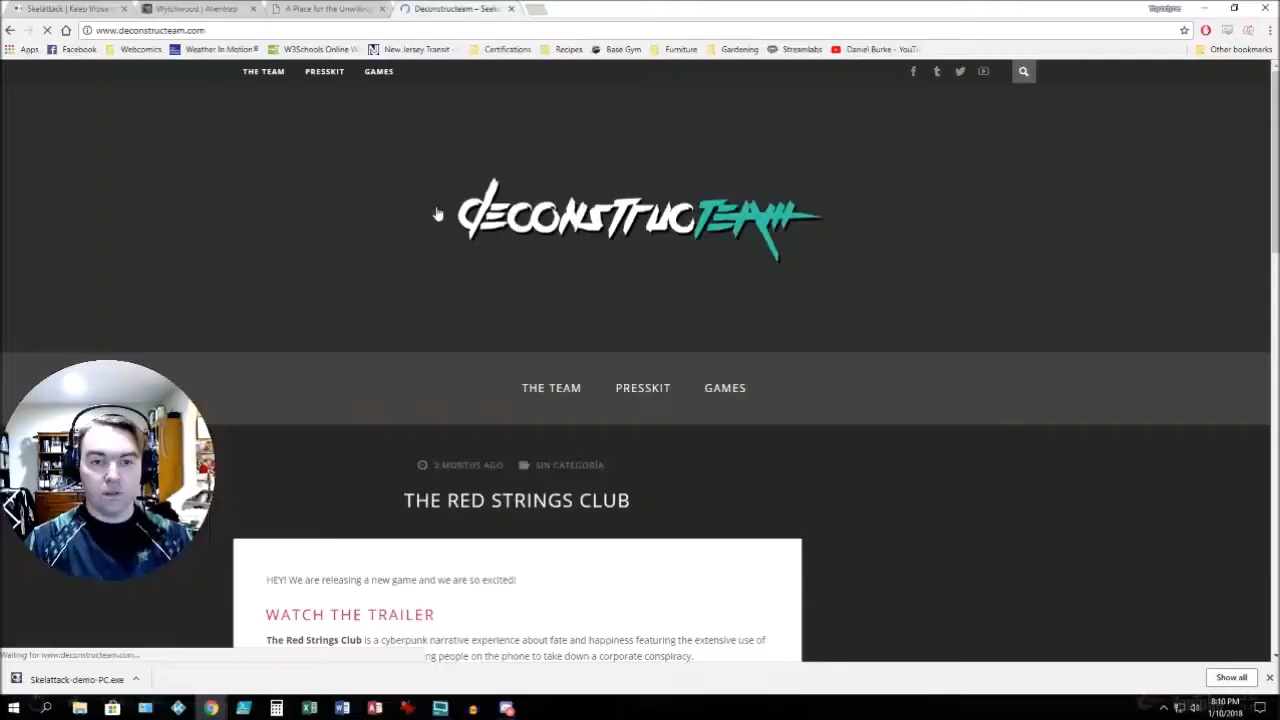 Skelattack | Keep those
Wytchwood | Alientrap
A Place for the Unwilling
Deconstructeam – Seek
www.deconstructeam.com
Apps
Facebook
Webcomics
Weather In Motion®
W3Schools Online W
New Jersey Transit -
Certifications
Recipes
Base Gym
Furniture
Gardening
Streamlabs
Daniel Burke - YouT
Other bookmarks
THE TEAM
PRESSKIT
GAMES
deconstrucTEAM
THE TEAM
PRESSKIT
GAMES
2 MONTHS AGO
SIN CATEGORÍA
THE RED STRINGS CLUB
HEY! We are releasing a new game and we are so excited!
WATCH THE TRAILER
The Red Strings Club is a cyberpunk narrative experience about fate and happiness featuring the extensive use of
ng people on the phone to take down a corporate conspiracy.
Waiting for www.deconstructeam.com...
Skelattack-demo-PC.exe
Show all
8:10 PM
1/10/2018